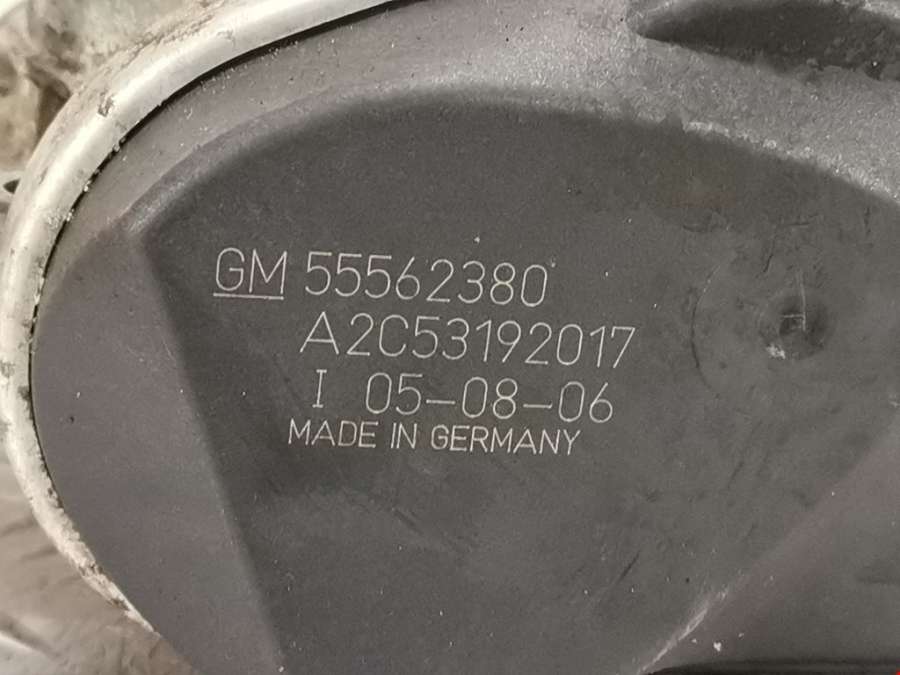 GM 55562380
A2C53192017
I 05-08-06
MADE IN GERMANY